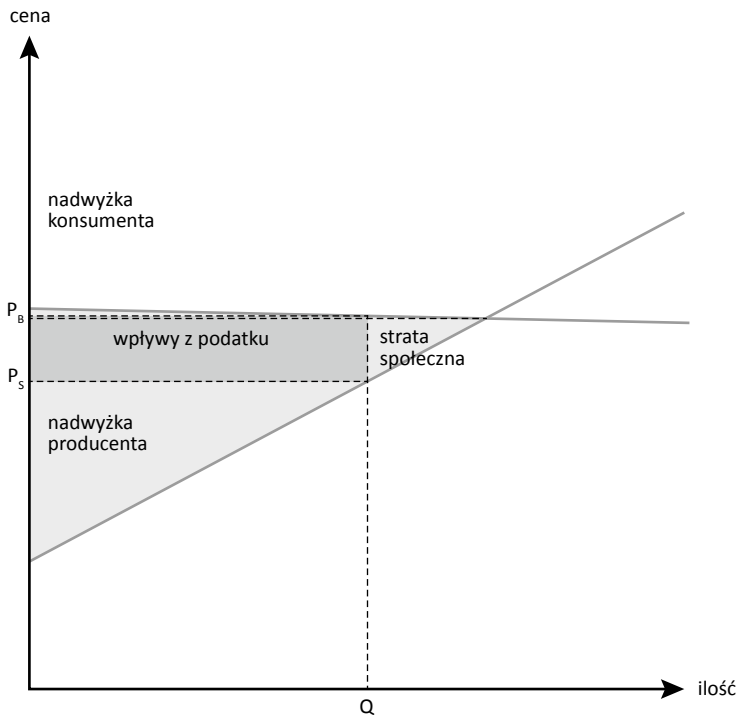 cena
nadwyżka
konsumenta
P_B
wpływy z podatku
strata
społeczna
P_S
nadwyżka
producenta
ilość
Q